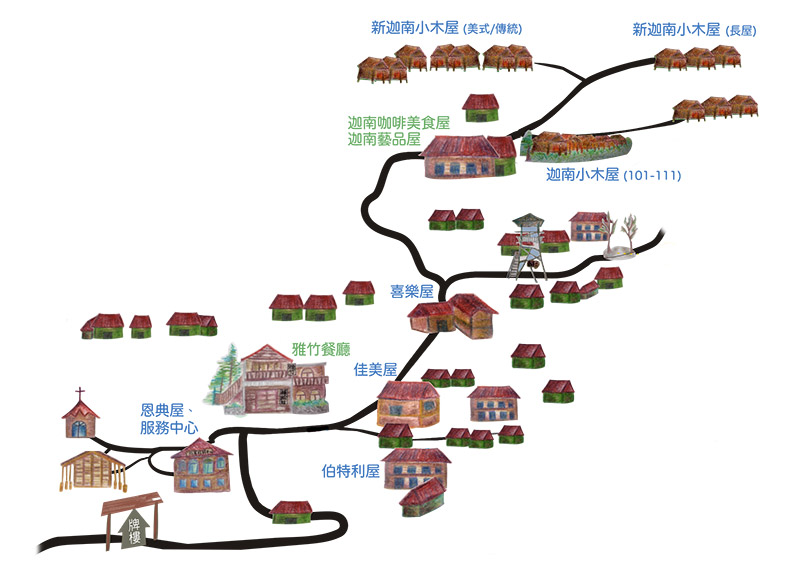 新迦南小木屋 (美式/傳統)
新迦南小木屋 (長屋)
迦南咖啡美食屋
迦南藝品屋
迦南小木屋 (101-111)
喜樂屋
雅竹餐廳
佳美屋
恩典屋、
服務中心
伯特利屋
牌樓